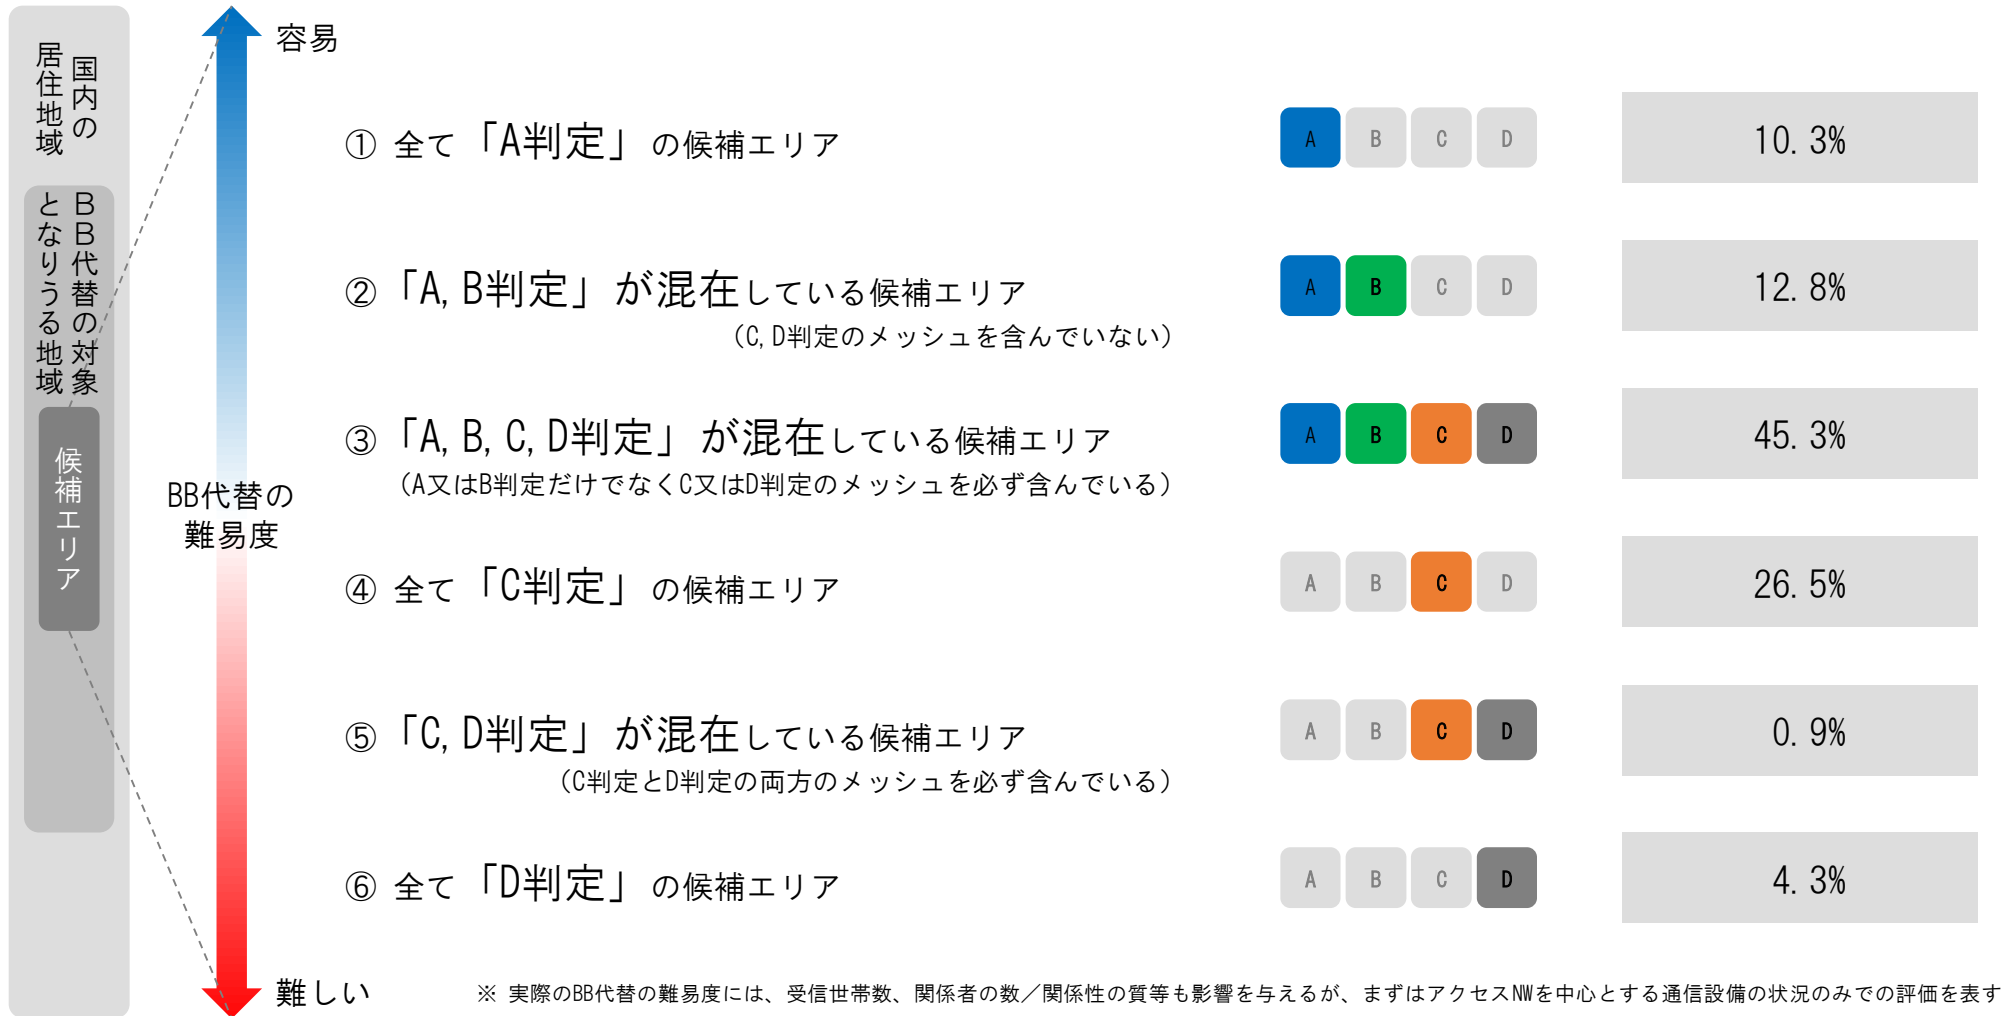 国内の
居住地域
BB代替の対象
となりうる地域
候補エリア
容易
BB代替の
難易度
難しい
① 全て「A判定」の候補エリア
A B C D
10.3%
②「A,B判定」が混在している候補エリア
（C,D判定のメッシュを含んでいない）
A B C D
12.8%
③「A,B,C,D判定」が混在している候補エリア
（A又はB判定だけでなくC又はD判定のメッシュを必ず含んでいる）
A B C D
45.3%
④ 全て「C判定」の候補エリア
A B C D
26.5%
⑤「C,D判定」が混在している候補エリア
（C判定とD判定の両方のメッシュを必ず含んでいる）
A B C D
0.9%
⑥ 全て「D判定」の候補エリア
A B C D
4.3%
※ 実際のBB代替の難易度には、受信世帯数、関係者の数／関係性の質等も影響を与えるが、まずはアクセスNWを中心とする通信設備の状況のみでの評価を表す